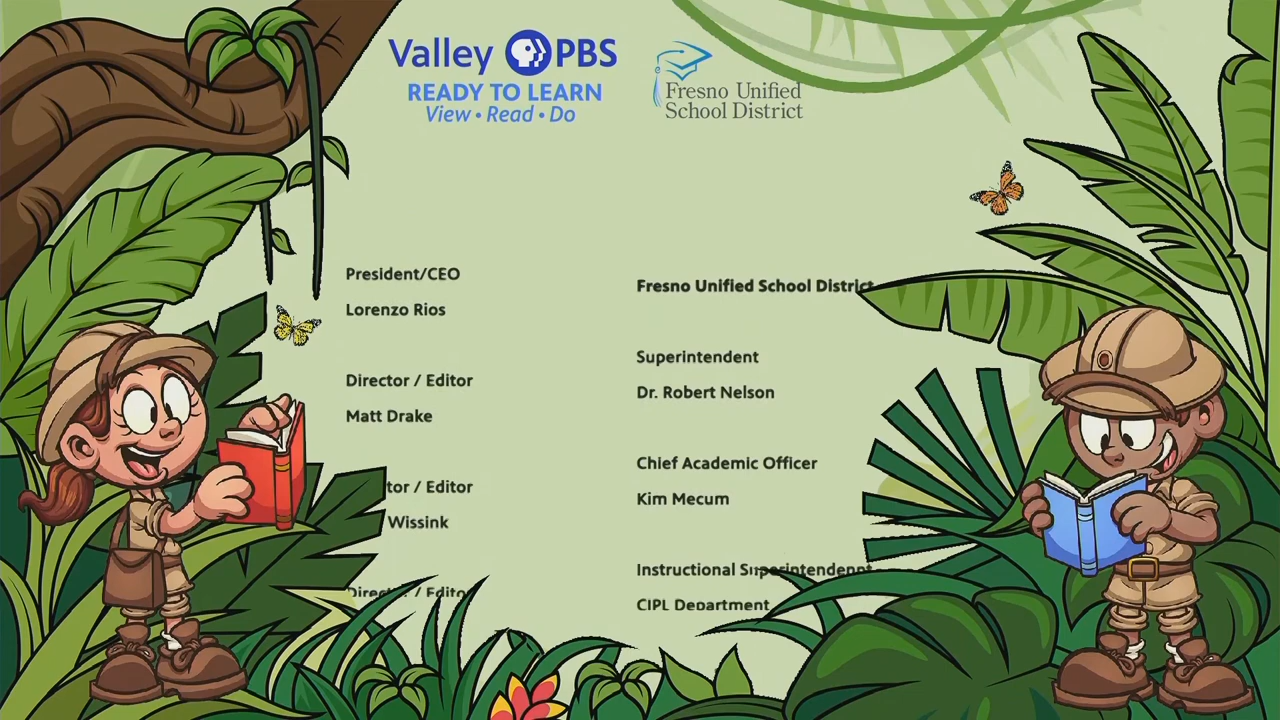 Valley PBS
READY TO LEARN
View • Read • Do
Fresno Unified
School District
President/CEO
Lorenzo Rios
Director / Editor
Matt Drake
/ Editor
Wissink
Director / Editor
Fresno Unified School District
Superintendent
Dr. Robert Nelson
Chief Academic Officer
Kim Mecum
Instructional
CIPL Department